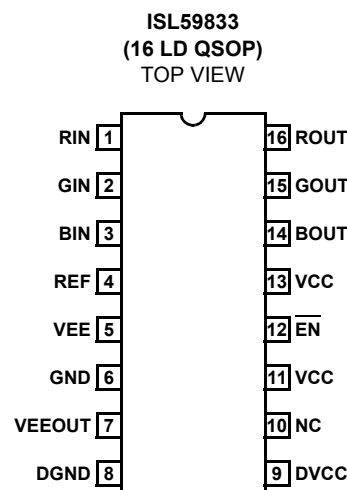 ISL59833
(16 LD QSOP)
TOP VIEW
RIN 1 16 ROUT
GIN 2 15 GOUT
BIN 3 14 BOUT
REF 4 13 VCC
VEE 5 12 E̅N̅
GND 6 11 VCC
VEEOUT 7 10 NC
DGND 8 9 DVCC